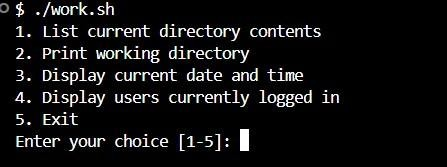 $ ./work.sh
1. List current directory contents
2. Print working directory
3. Display current date and time
4. Display users currently logged in
5. Exit
Enter your choice [1-5]: